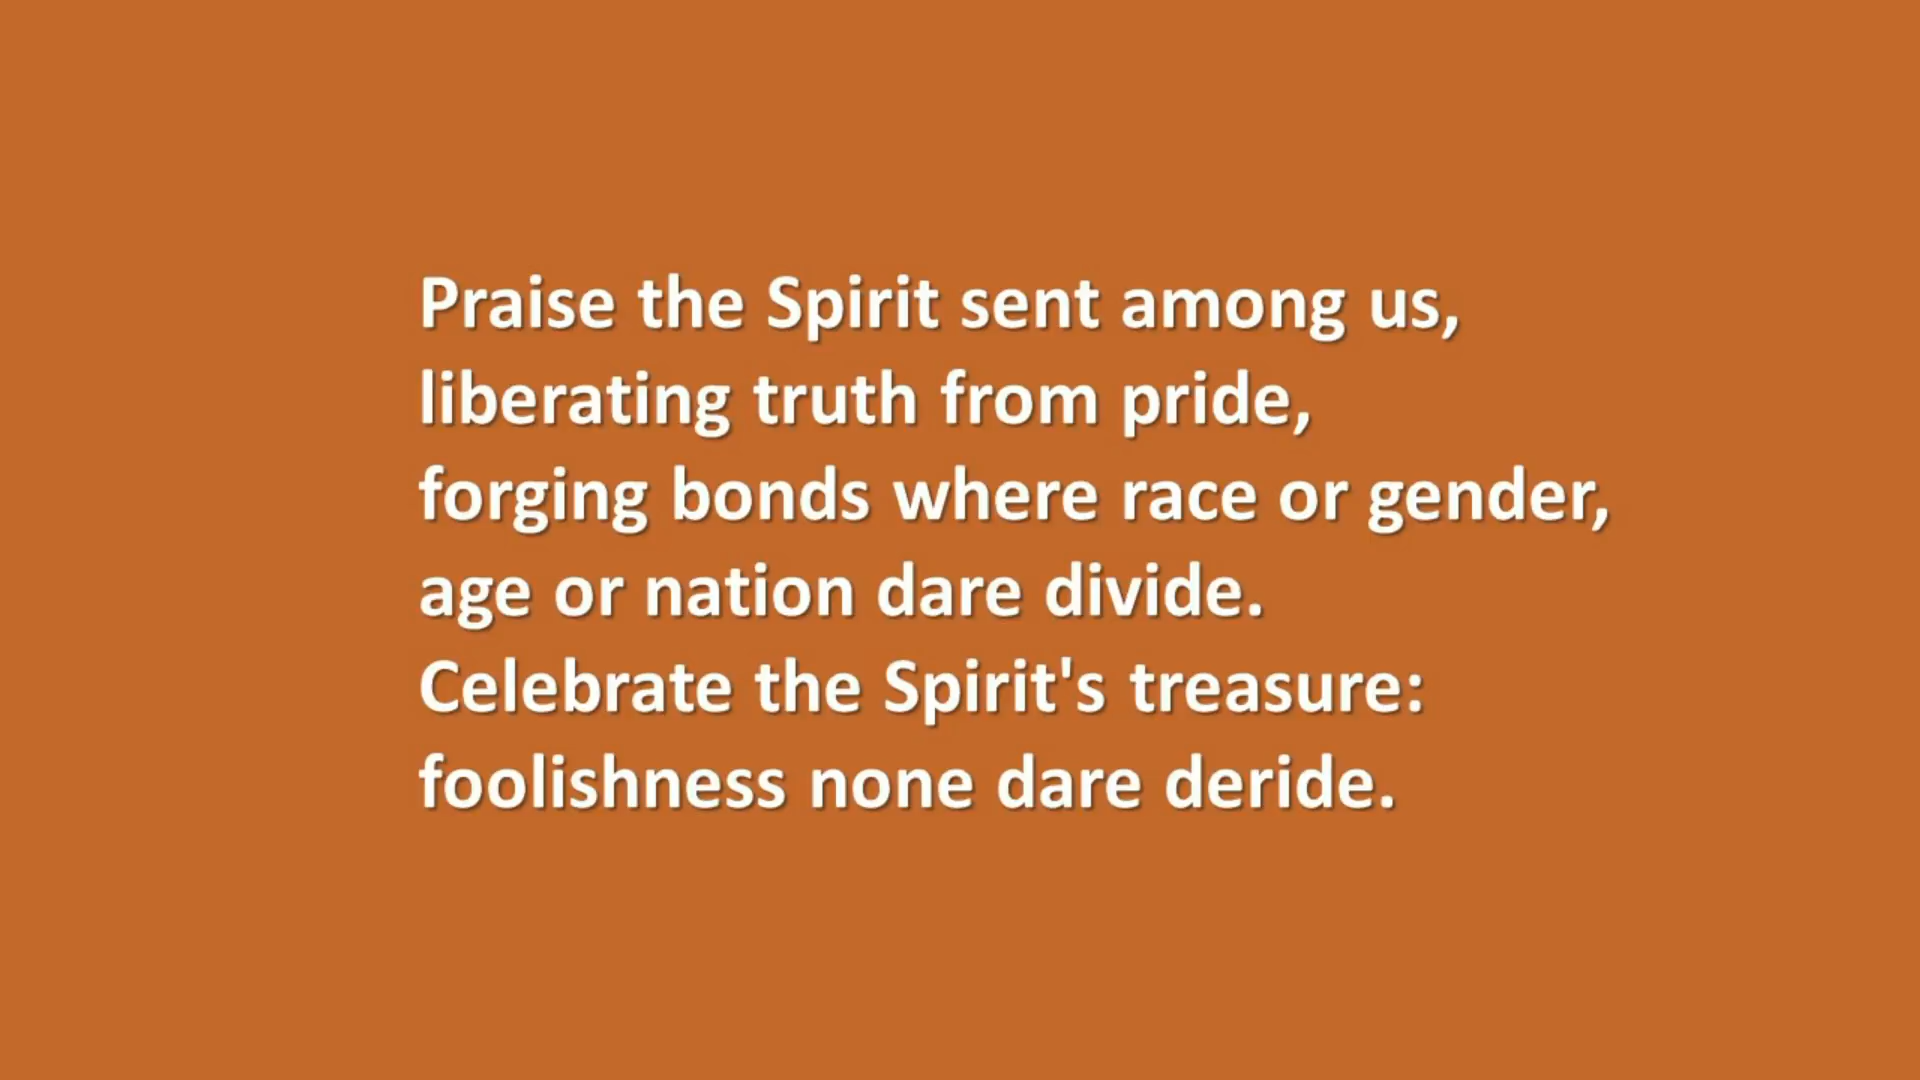 Praise the Spirit sent among us,
liberating truth from pride,
forging bonds where race or gender,
age or nation dare divide.
Celebrate the Spirit's treasure:
foolishness none dare deride.